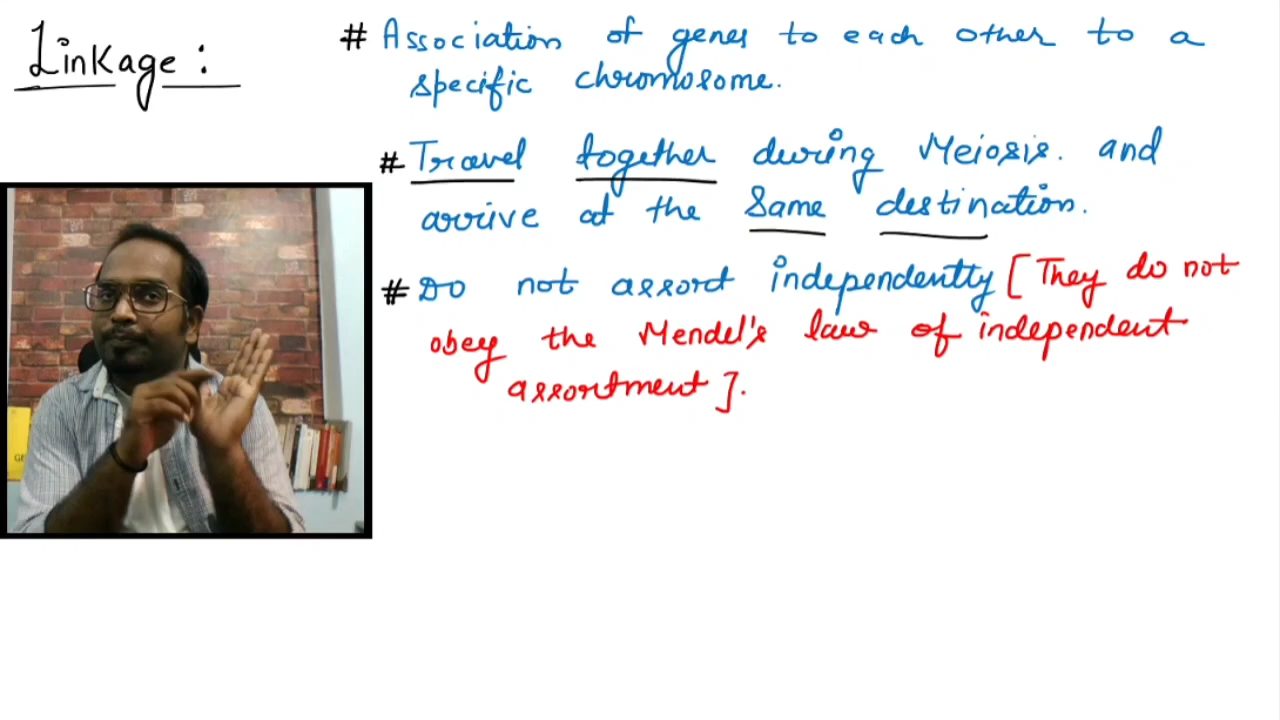 Linkage :
# Association of genes to each other to a
specific chromosome.
# Travel together during Meiosis. and
arrive at the same destination.
# Do not assort independently [They do not
obey the Mendel's law of independent
assortment].